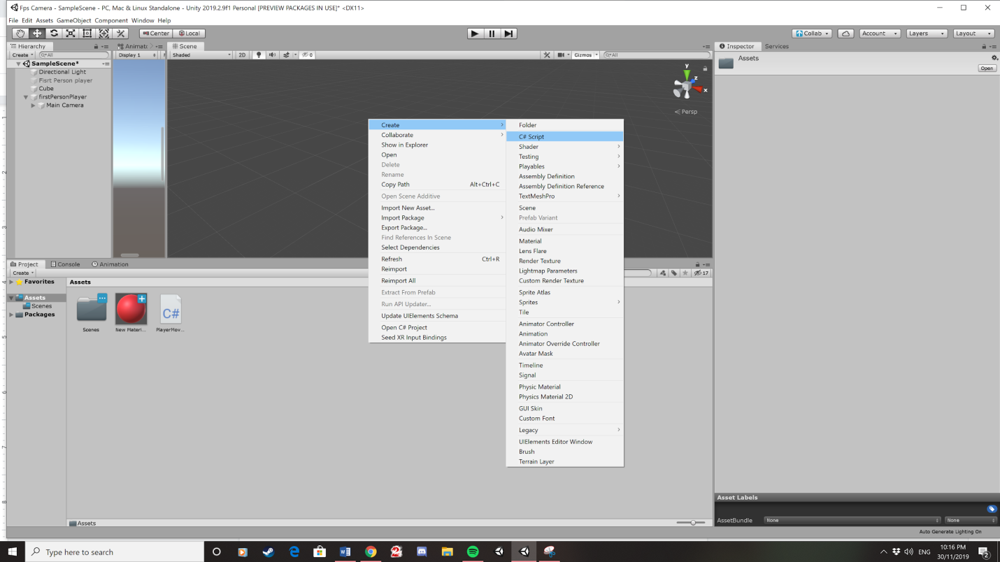 Fps Camera - SampleScene - PC, Mac & Linux Standalone - Unity 2019.2.9f1 Personal [PREVIEW PACKAGES IN USE]* <DX11>
File Edit Assets GameObject Component Window Help
Center Local
Collab Account Layers Layout
Hierarchy
Create All
SampleScene*
Directional Light
Fisrt Person player
Cube
firstPersonPlayer
Main Camera
Animat
Display 1
Scene
Shaded 2D 0 Gizmos All
y
z
x
Persp
Inspector Services
Assets
Open
Create
Collaborate
Show in Explorer
Open
Delete
Rename
Copy Path Alt+Ctrl+C
Open Scene Additive
Import New Asset...
Import Package
Export Package...
Find References In Scene
Select Dependencies
Refresh Ctrl+R
Reimport
Reimport All
Extract From Prefab
Run API Updater...
Update UIElements Schema
Open C# Project
Seed XR Input Bindings
Folder
C# Script
Shader
Testing
Playables
Assembly Definition
Assembly Definition Reference
TextMeshPro
Scene
Prefab Variant
Audio Mixer
Material
Lens Flare
Render Texture
Lightmap Parameters
Custom Render Texture
Sprite Atlas
Sprites
Tile
Animator Controller
Animation
Animator Override Controller
Avatar Mask
Timeline
Signal
Physic Material
Physics Material 2D
GUI Skin
Custom Font
Legacy
UIElements Editor Window
Brush
Terrain Layer
Project Console Animation
Create
17
Favorites
Assets
Scenes
Packages
Assets
C#
Scenes New Materi... PlayerMov...
Assets
Asset Labels
AssetBundle None None
Auto Generate Lighting On
Type here to search
ENG
10:16 PM
30/11/2019
2